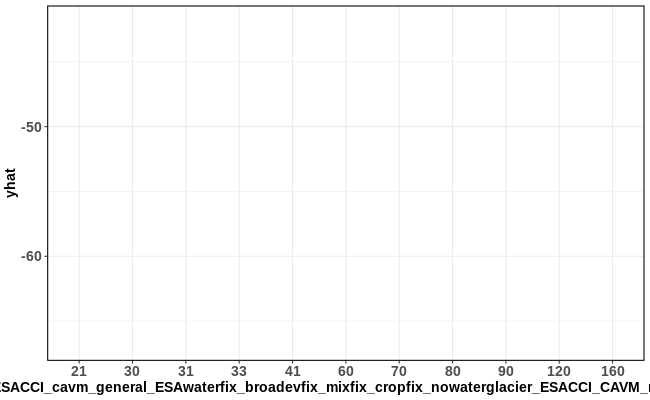 yhat
-50
-60
21 30 31 33 41 60 70 80 90 120 160
ESACCI_cavm_general_ESAwaterfix_broadevfix_mixfix_cropfix_nowaterglacier_ESACCI_CAVM_